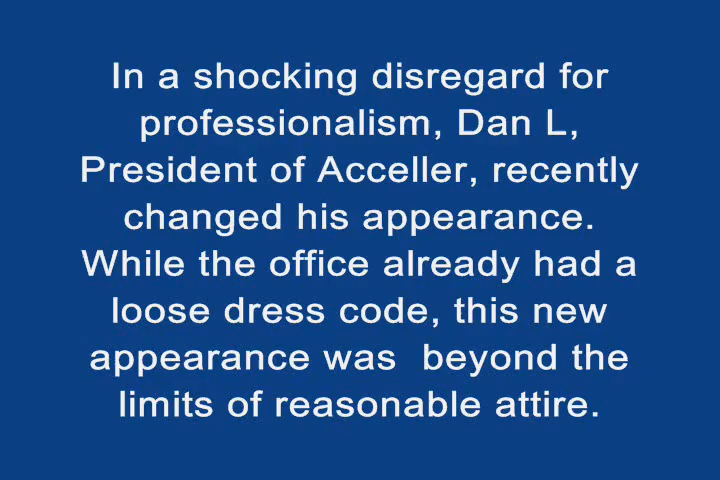 In a shocking disregard for
professionalism, Dan L,
President of Acceller, recently
changed his appearance.
While the office already had a
loose dress code, this new
appearance was  beyond the
limits of reasonable attire.